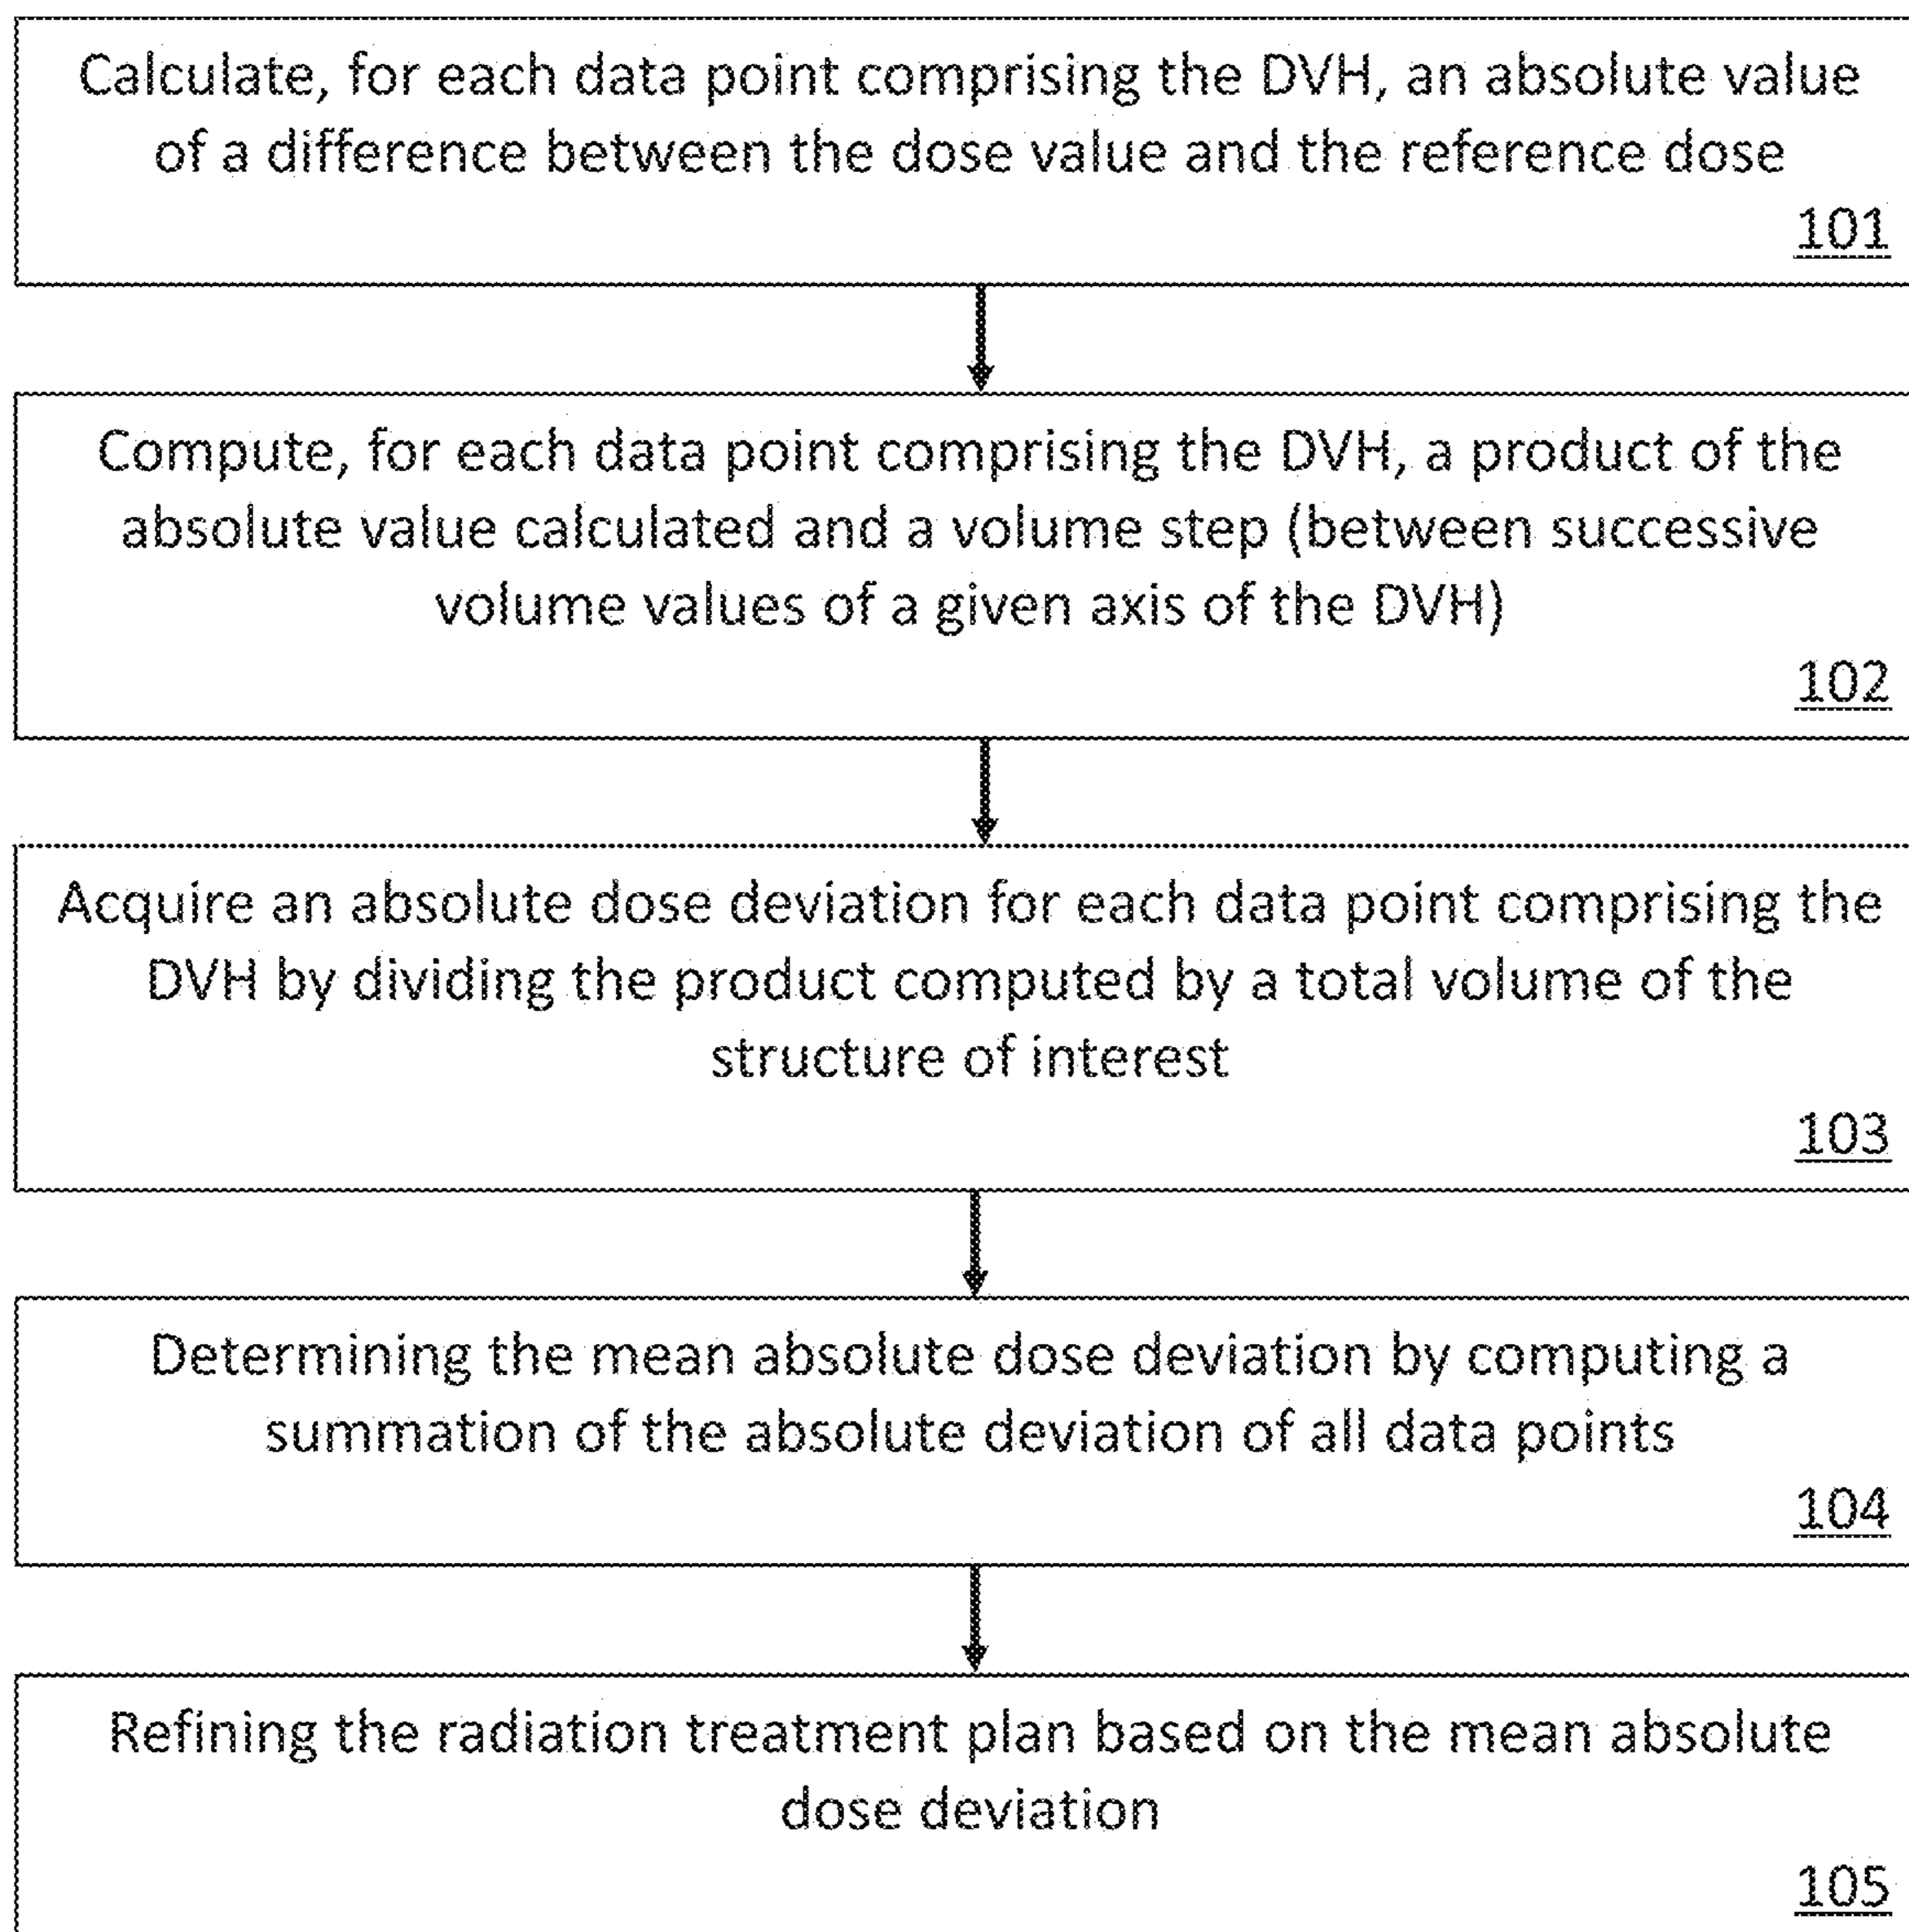 Calculate, for each data point comprising the DVH, an absolute value
of a difference between the dose value and the reference dose
101
Compute, for each data point comprising the DVH, a product of the
absolute value calculated and a volume step (between successive
volume values of a given axis of the DVH)
102
Acquire an absolute dose deviation for each data point comprising the
DVH by dividing the product computed by a total volume of the
structure of interest
103
Determining the mean absolute dose deviation by computing a
summation of the absolute deviation of all data points
104
Refining the radiation treatment plan based on the mean absolute
dose deviation
105